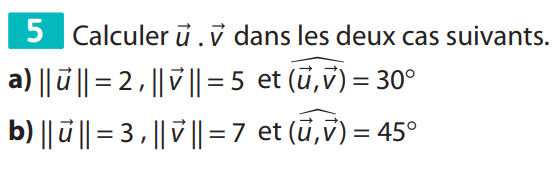 5 Calculer u⃗ . v⃗ dans les deux cas suivants.
a) ||u⃗|| = 2 , ||v⃗|| = 5 et (u⃗,v⃗) = 30°
b) ||u⃗|| = 3 , ||v⃗|| = 7 et (u⃗,v⃗) = 45°